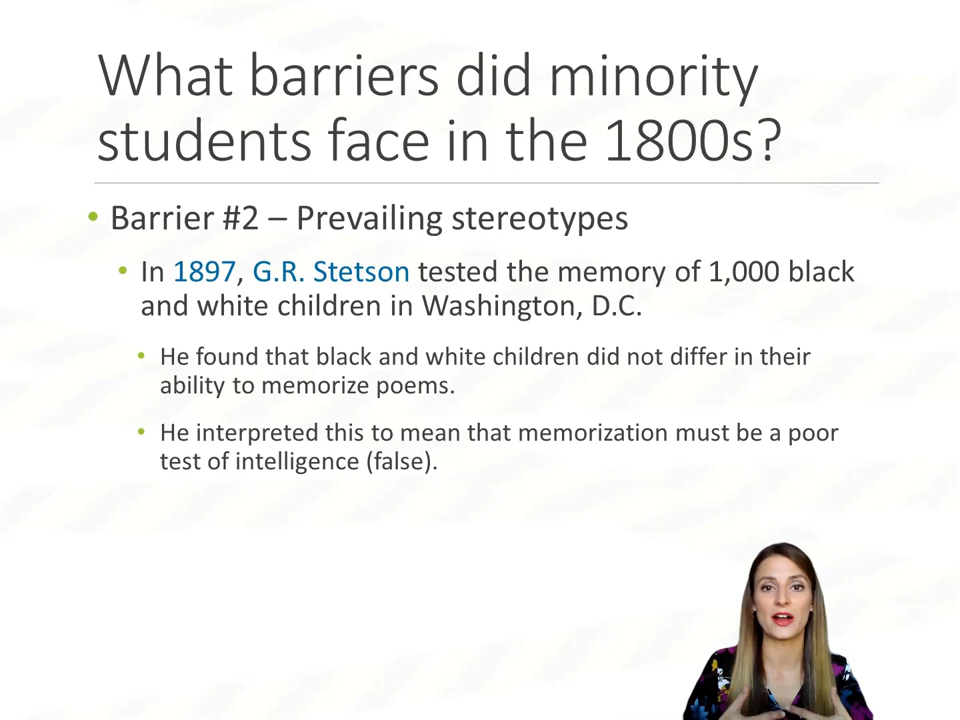 What barriers did minority
students face in the 1800s?
• Barrier #2 – Prevailing stereotypes
• In 1897, G.R. Stetson tested the memory of 1,000 black
and white children in Washington, D.C.
• He found that black and white children did not differ in their
ability to memorize poems.
• He interpreted this to mean that memorization must be a poor
test of intelligence (false).